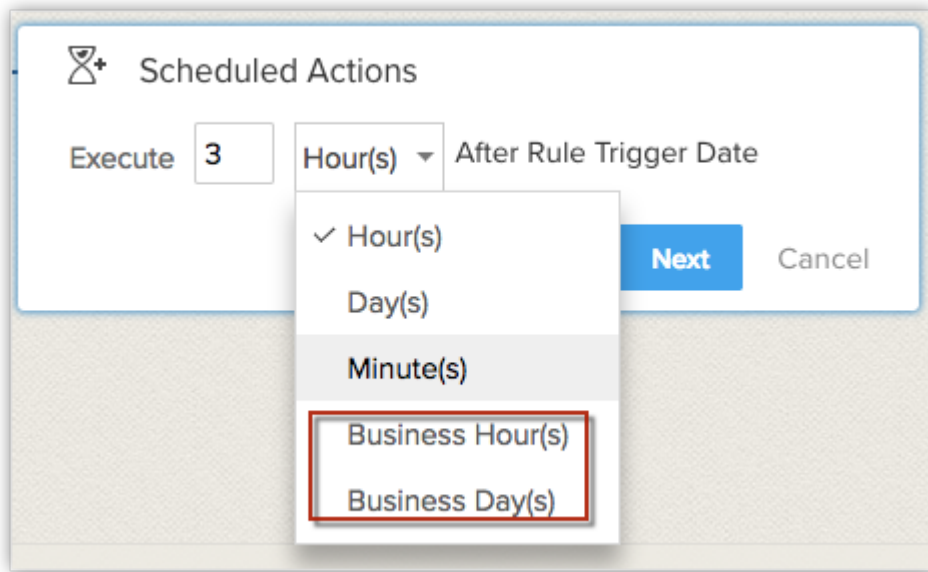 Scheduled Actions
Execute 3 Hour(s) After Rule Trigger Date
Hour(s)
Next Cancel
Day(s)
Minute(s)
Business Hour(s)
Business Day(s)